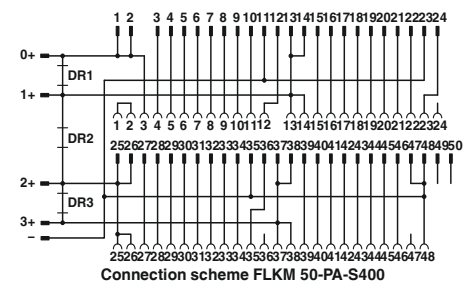 1 2 3 4 5 6 7 8 9 10 11 12 13 14 15 16 17 18 19 20 21 22 23 24
0+
DR1
1+
1 2 3 4 5 6 7 8 9 10 11 12 13 14 15 16 17 18 19 20 21 22 23 24
DR2
25 26 27 28 29 30 31 32 33 34 35 36 37 38 39 40 41 42 43 44 45 46 47 48 49 50
2+
DR3
3+
–
25 26 27 28 29 30 31 32 33 34 35 36 37 38 39 40 41 42 43 44 45 46 47 48
Connection scheme FLKM 50-PA-S400